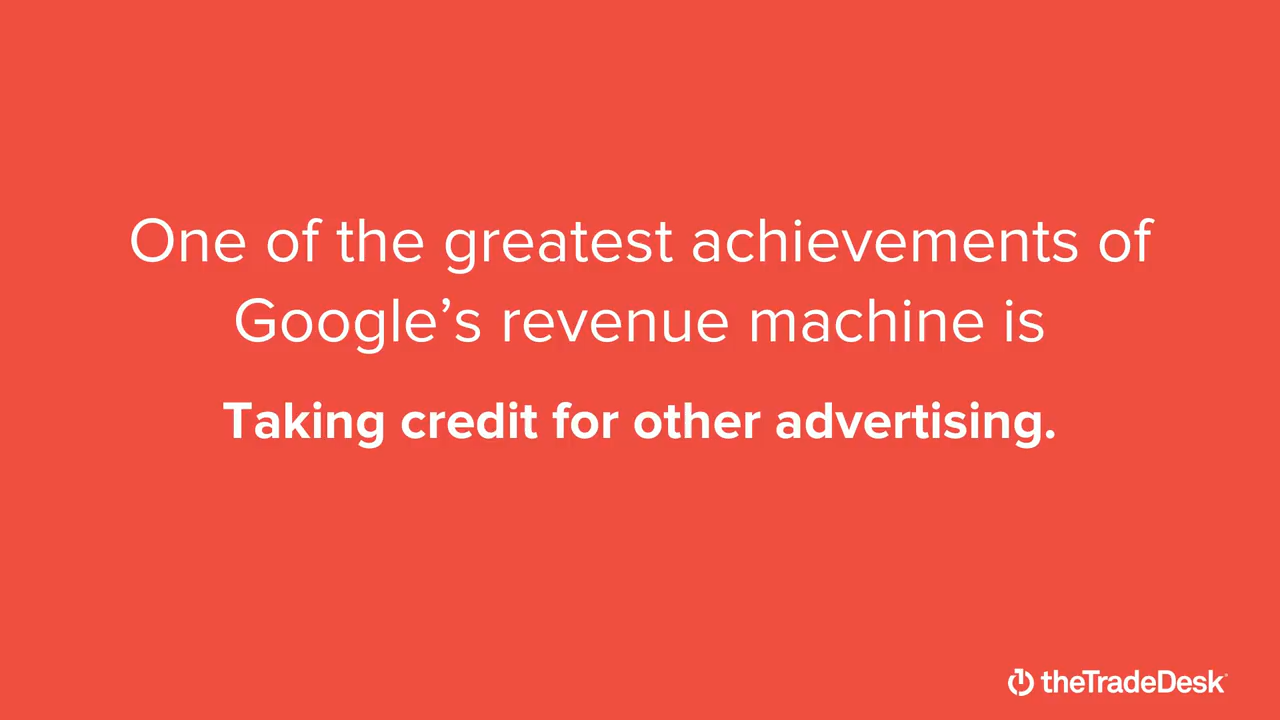 One of the greatest achievements of
Google’s revenue machine is
Taking credit for other advertising.
theTradeDesk